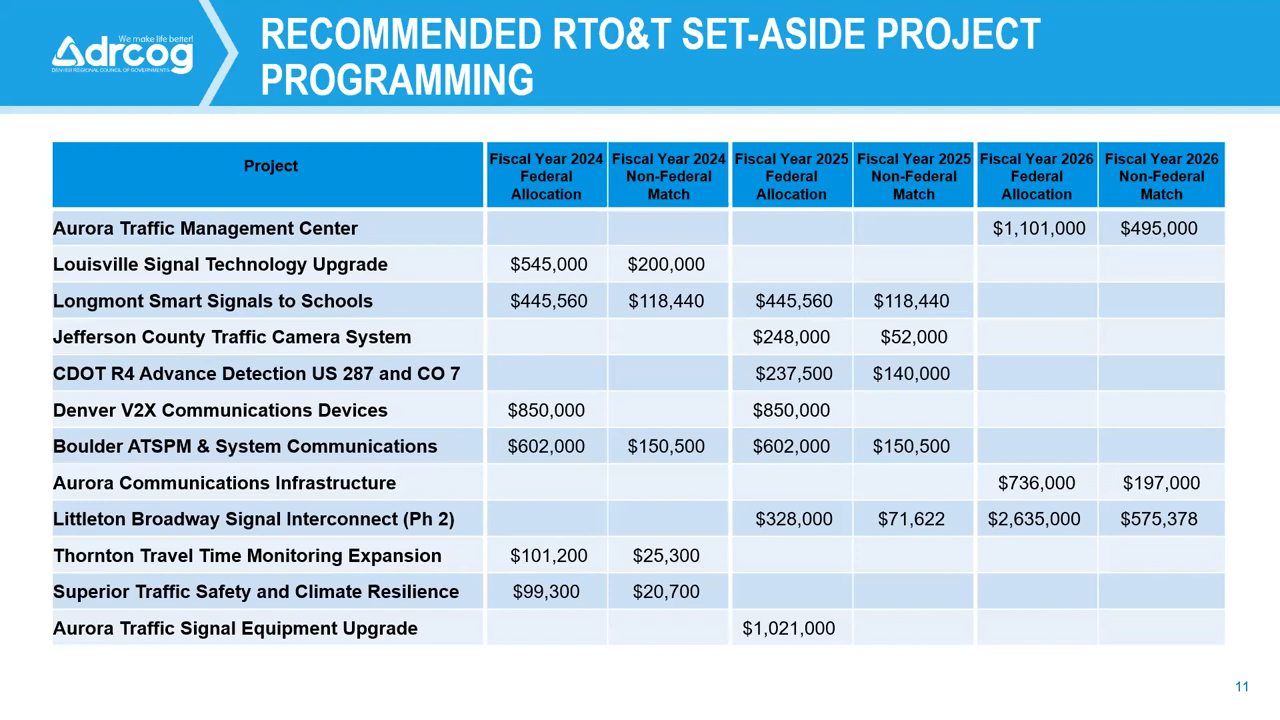 We make life better!
drcog
DENVER REGIONAL COUNCIL OF GOVERNMENTS
RECOMMENDED RTO&T SET-ASIDE PROJECT
PROGRAMMING
Project
Fiscal Year 2024 Federal Allocation
Fiscal Year 2024 Non-Federal Match
Fiscal Year 2025 Federal Allocation
Fiscal Year 2025 Non-Federal Match
Fiscal Year 2026 Federal Allocation
Fiscal Year 2026 Non-Federal Match
Aurora Traffic Management Center $1,101,000 $495,000
Louisville Signal Technology Upgrade $545,000 $200,000
Longmont Smart Signals to Schools $445,560 $118,440 $445,560 $118,440
Jefferson County Traffic Camera System $248,000 $52,000
CDOT R4 Advance Detection US 287 and CO 7 $237,500 $140,000
Denver V2X Communications Devices $850,000 $850,000
Boulder ATSPM & System Communications $602,000 $150,500 $602,000 $150,500
Aurora Communications Infrastructure $736,000 $197,000
Littleton Broadway Signal Interconnect (Ph 2) $328,000 $71,622 $2,635,000 $575,378
Thornton Travel Time Monitoring Expansion $101,200 $25,300
Superior Traffic Safety and Climate Resilience $99,300 $20,700
Aurora Traffic Signal Equipment Upgrade $1,021,000
11